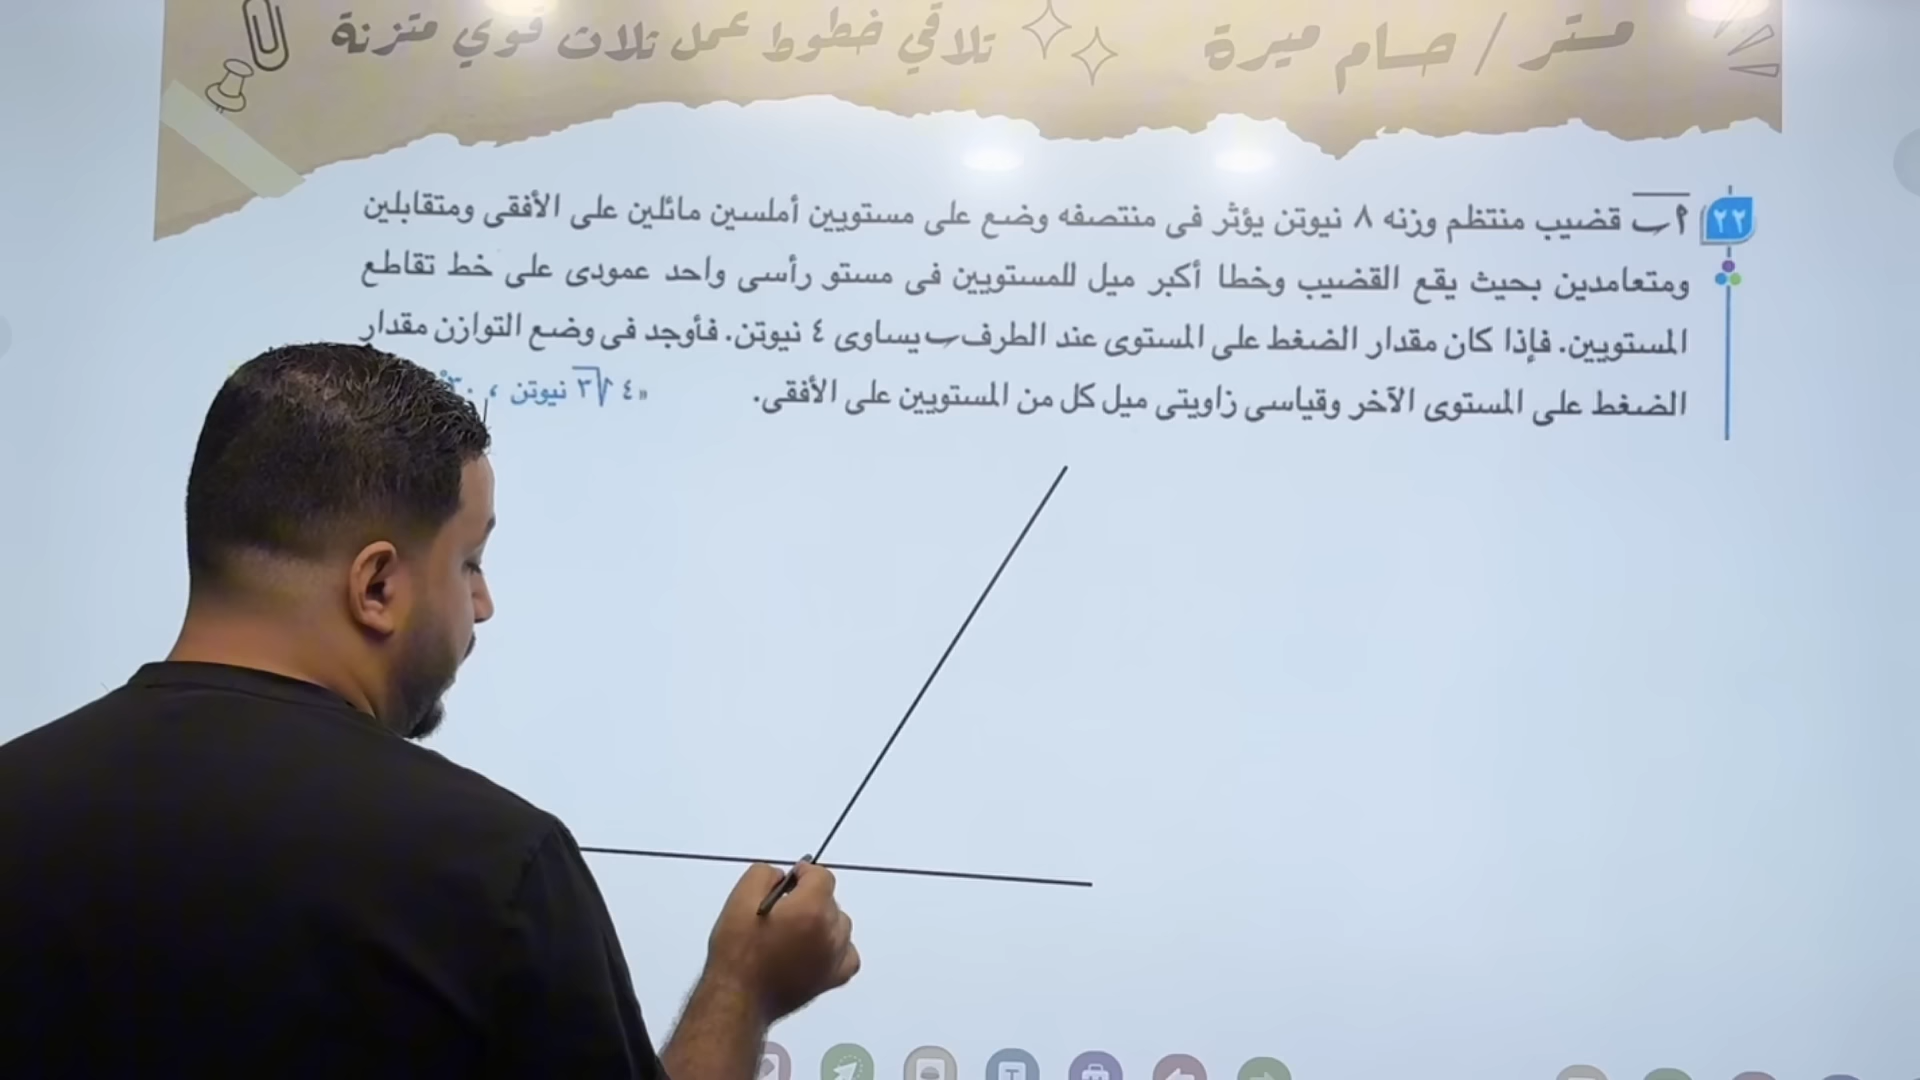 مستر / حسام ميرة
تلاقي خطوط عمل تلات قوي متزنة
٢٢
أب قضيب منتظم وزنه ٨ نيوتن يؤثر فى منتصفه وضع على مستويين أملسين مائلين على الأفقى ومتقابلين
ومتعامدين بحيث يقع القضيب وخطا أكبر ميل للمستويين فى مستو رأسى واحد عمودى على خط تقاطع
المستويين. فإذا كان مقدار الضغط على المستوى عند الطرف ب يساوى ٤ نيوتن. فأوجد فى وضع التوازن مقدار
الضغط على المستوى الآخر وقياسى زاويتى ميل كل من المستويين على الأفقى.
«٤ √٣ نيوتن ، ٣٠°